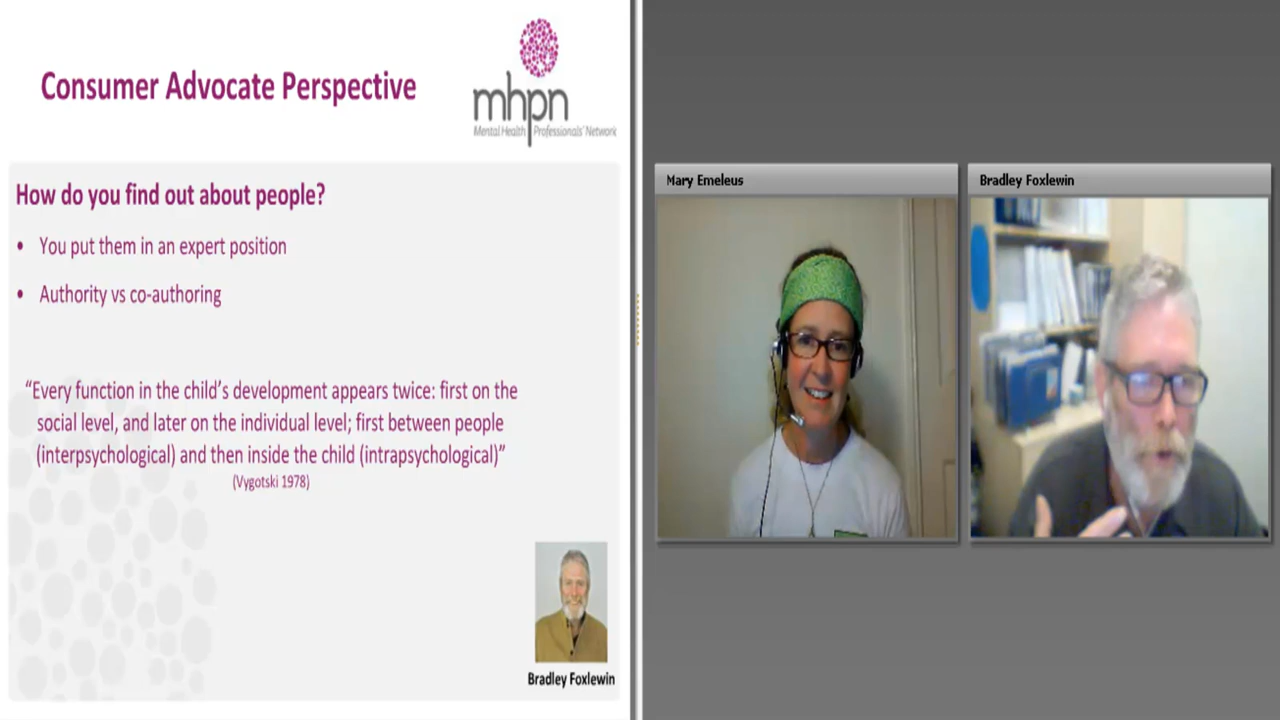 Consumer Advocate Perspective
mhpn
Mental Health Professionals' Network
How do you find out about people?
• You put them in an expert position
• Authority vs co-authoring
“Every function in the child’s development appears twice: first on the
social level, and later on the individual level; first between people
(interpsychological) and then inside the child (intrapsychological)”
(Vygotski 1978)
Bradley Foxlewin
Mary Emeleus
Bradley Foxlewin